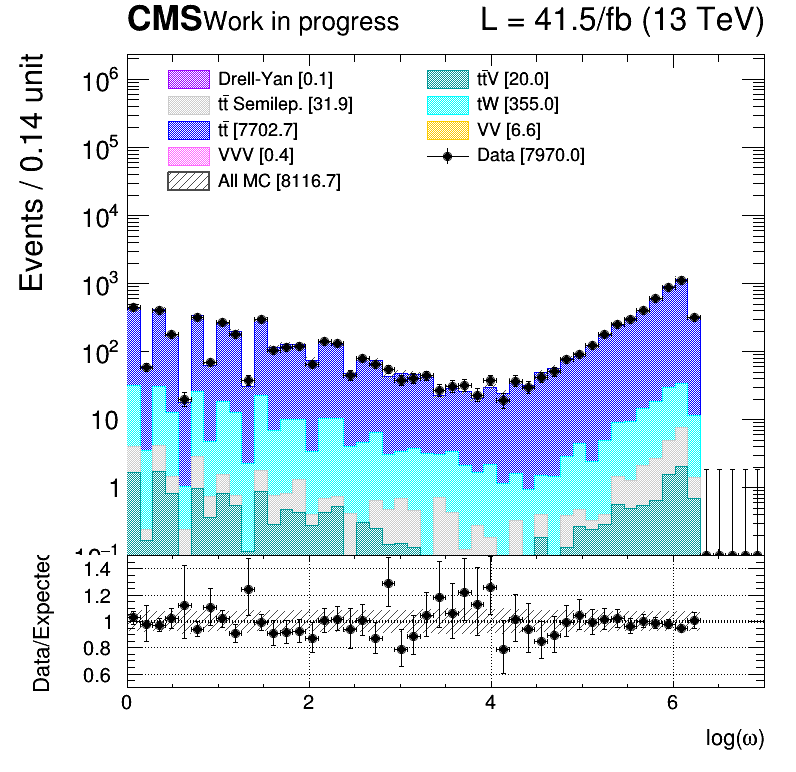 CMS Work in progress L = 41.5/fb (13 TeV)
Events / 0.14 unit
Drell-Yan [0.1]
tt̄ Semilep. [31.9]
tt̄ [7702.7]
VVV [0.4]
All MC [8116.7]
tt̄V [20.0]
tW [355.0]
VV [6.6]
Data [7970.0]
10⁶
10⁵
10⁴
10³
10²
10
1
10⁻¹
Data/Expected
1.4
1.2
1
0.8
0.6
0 2 4 6
log(ω)